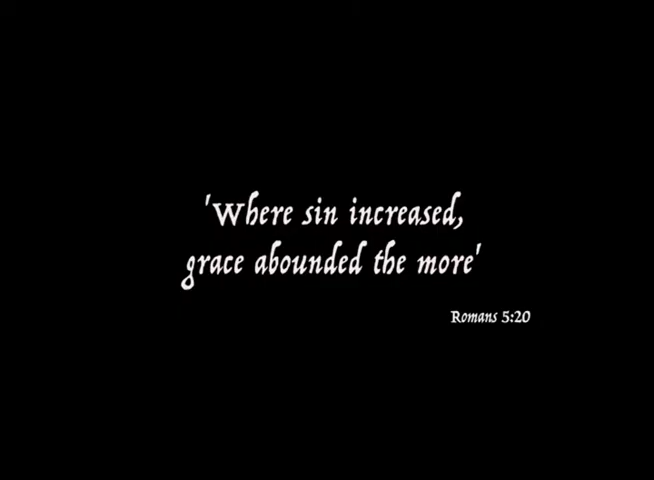 'Where sin increased,
grace abounded the more'
Romans 5:20